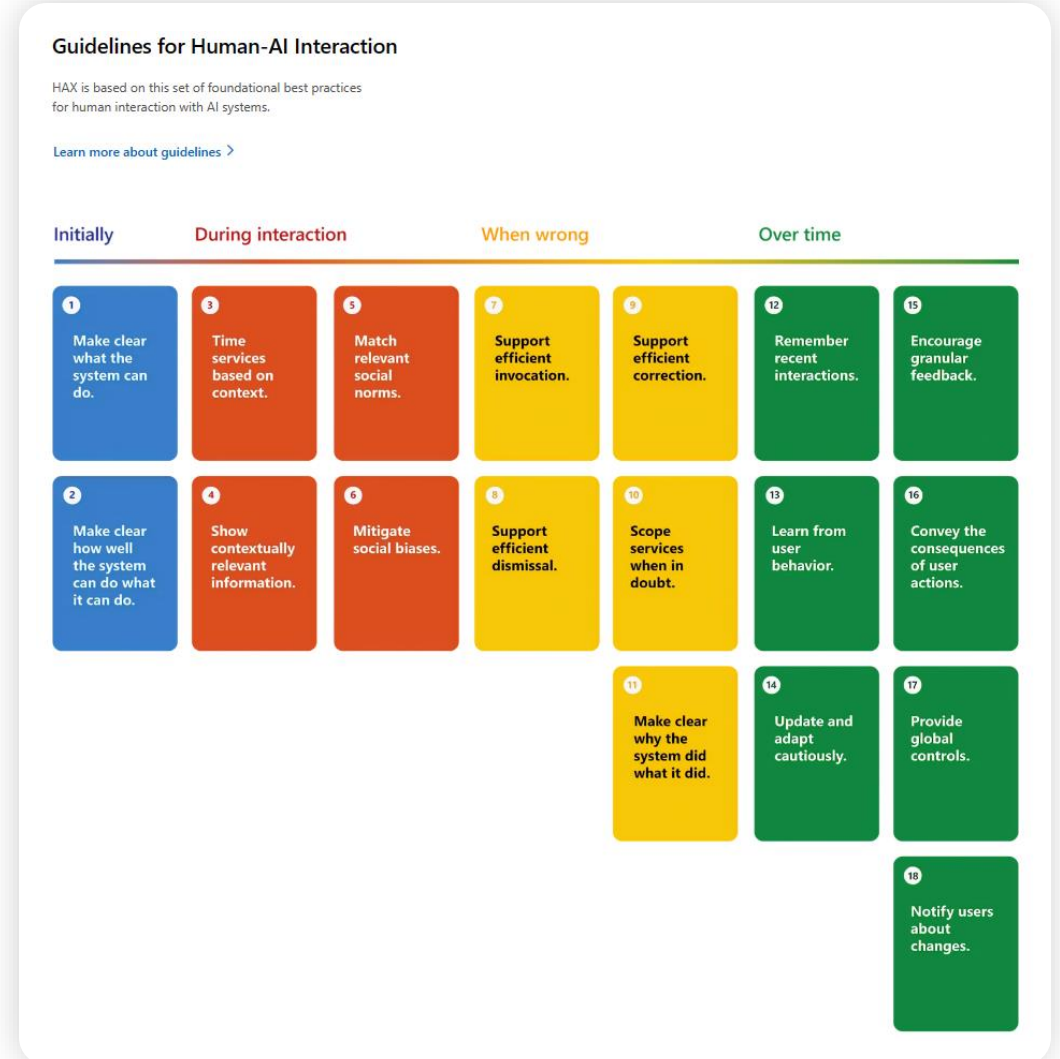 Guidelines for Human-AI Interaction
HAX is based on this set of foundational best practices
for human interaction with AI systems.
Learn more about guidelines >
Initially
During interaction
When wrong
Over time
1
Make clear
what the
system can
do.
2
Make clear
how well
the system
can do what
it can do.
3
Time
services
based on
context.
4
Show
contextually
relevant
information.
5
Match
relevant
social
norms.
6
Mitigate
social biases.
7
Support
efficient
invocation.
8
Support
efficient
dismissal.
9
Support
efficient
correction.
10
Scope
services
when in
doubt.
11
Make clear
why the
system did
what it did.
12
Remember
recent
interactions.
13
Learn from
user
behavior.
14
Update and
adapt
cautiously.
15
Encourage
granular
feedback.
16
Convey the
consequences
of user
actions.
17
Provide
global
controls.
18
Notify users
about
changes.